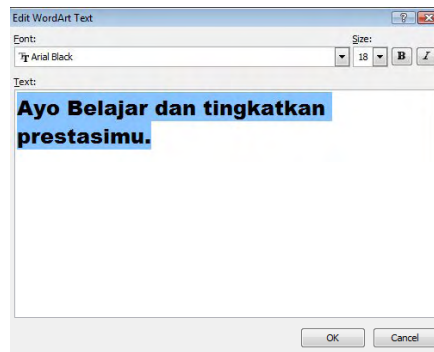 Edit WordArt Text
Font:
Size:
Arial Black
18
B
I
Text:
Ayo Belajar dan tingkatkan
prestasimu.
OK
Cancel